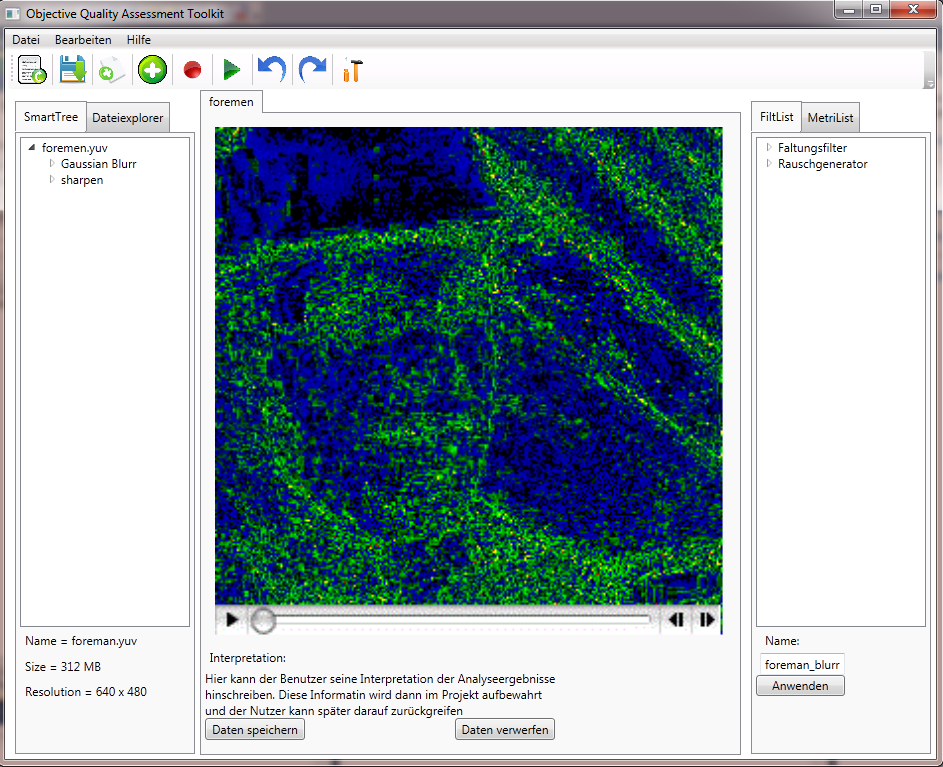 Objective Quality Assessment Toolkit
Datei Bearbeiten Hilfe
SmartTree Dateiexplorer
foremen.yuv
Gaussian Blurr
sharpen
Name = foreman.yuv
Size = 312 MB
Resolution = 640 x 480
foremen
Interpretation:
Hier kann der Benutzer seine Interpretation der Analyseergebnisse
hinschreiben. Diese Informatin wird dann im Projekt aufbewahrt
und der Nutzer kann später darauf zurückgreifen
Daten speichern Daten verwerfen
FiltList MetriList
Faltungsfilter
Rauschgenerator
Name:
foreman_blurr
Anwenden